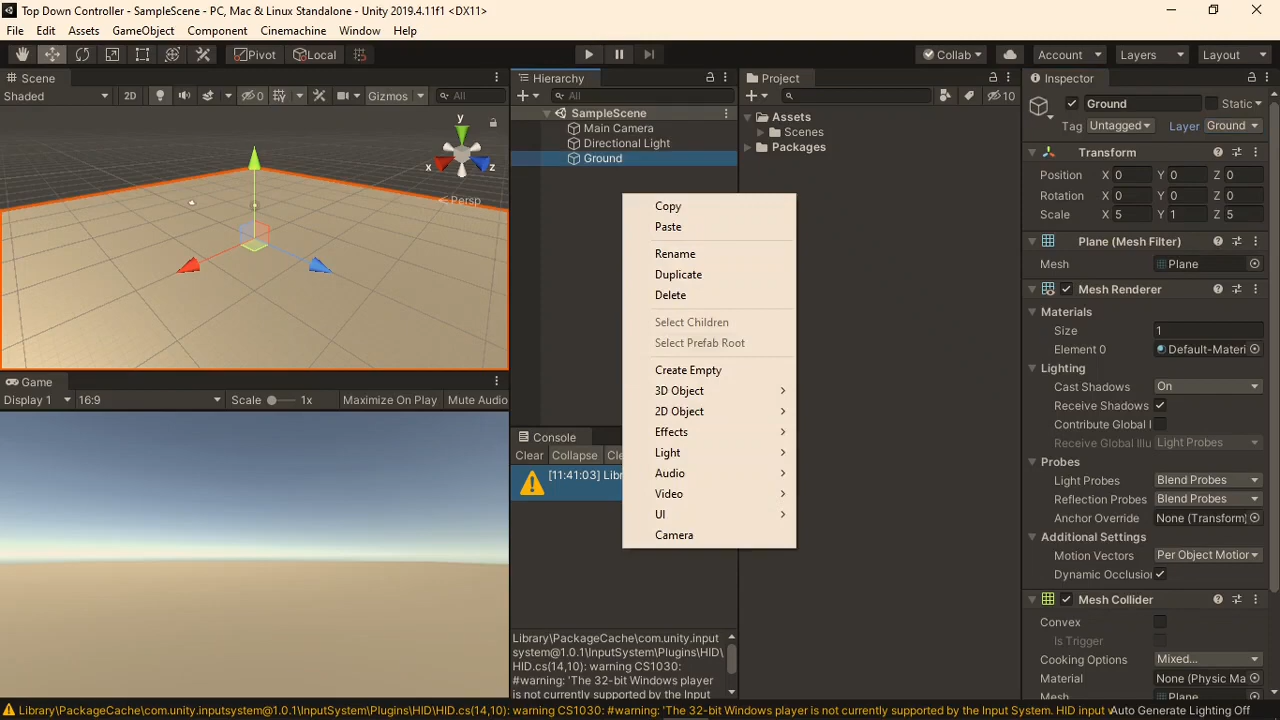 Top Down Controller - SampleScene - PC, Mac & Linux Standalone - Unity 2019.4.11f1 <DX11>
File Edit Assets GameObject Component Cinemachine Window Help
Pivot Local Collab Account Layers Layout
Scene
Shaded 2D 0 Gizmos All
y
x z
Persp
Game
Display 1 16:9 Scale 1x Maximize On Play Mute Audio
Hierarchy
All
SampleScene
Main Camera
Directional Light
Ground
Copy
Paste
Rename
Duplicate
Delete
Select Children
Select Prefab Root
Create Empty
3D Object
2D Object
Effects
Light
Audio
Video
UI
Camera
Console
Clear Collapse Cle
[11:41:03] Libr
Library\PackageCache\com.unity.input
system@1.0.1\InputSystem\Plugins\HID\
HID.cs(14,10): warning CS1030:
#warning: 'The 32-bit Windows player
is not currently supported by the Input
Project
10
Assets
Scenes
Packages
Inspector
Ground Static
Tag Untagged Layer Ground
Transform
Position X 0 Y 0 Z 0
Rotation X 0 Y 0 Z 0
Scale X 5 Y 1 Z 5
Plane (Mesh Filter)
Mesh Plane
Mesh Renderer
Materials
Size 1
Element 0 Default-Materi
Lighting
Cast Shadows On
Receive Shadows
Contribute Global I
Receive Global Illu Light Probes
Probes
Light Probes Blend Probes
Reflection Probes Blend Probes
Anchor Override None (Transform)
Additional Settings
Motion Vectors Per Object Motion
Dynamic Occlusion
Mesh Collider
Convex
Is Trigger
Cooking Options Mixed...
Material None (Physic Ma
Mesh Plane
Library\PackageCache\com.unity.inputsystem@1.0.1\InputSystem\Plugins\HID\HID.cs(14,10): warning CS1030: #warning: 'The 32-bit Windows player is not currently supported by the Input System. HID input w Auto Generate Lighting Off